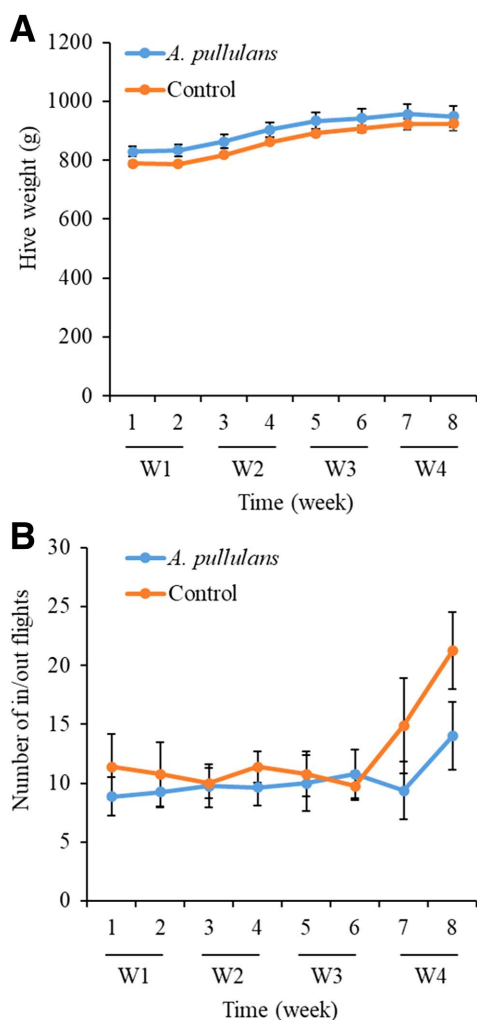 A
1200
1000
800
600
400
200
0
Hive weight (g)
A. pullulans
Control
1 2 3 4 5 6 7 8
W1 W2 W3 W4
Time (week)
B
30
25
20
15
10
5
0
Number of in/out flights
A. pullulans
Control
1 2 3 4 5 6 7 8
W1 W2 W3 W4
Time (week)